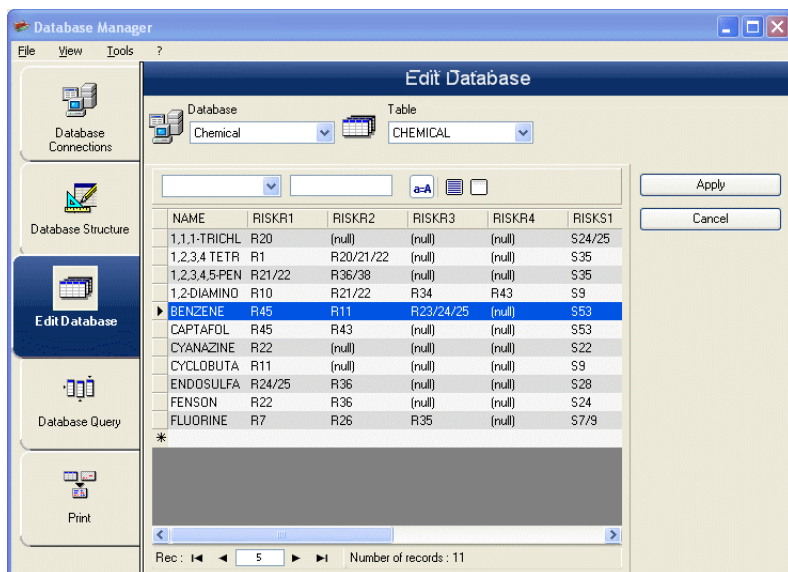 Database Manager
File View Tools ?
Edit Database
Database Connections
Database Structure
Edit Database
Database Query
Print
Database
Chemical
Table
CHEMICAL
a=A
Apply
Cancel
NAME RISKR1 RISKR2 RISKR3 RISKR4 RISKS1
1,1,1-TRICHL R20 (null) (null) (null) S24/25
1,2,3,4 TETR R1 R20/21/22 (null) (null) S35
1,2,3,4,5-PEN R21/22 R36/38 (null) (null) S35
1,2-DIAMINO R10 R21/22 R34 R43 S9
BENZENE R45 R11 R23/24/25 (null) S53
CAPTAFOL R45 R43 (null) (null) S53
CYANAZINE R22 (null) (null) (null) S22
CYCLOBUTA R11 (null) (null) (null) S9
ENDOSULFA R24/25 R36 (null) (null) S28
FENSON R22 R36 (null) (null) S24
FLUORINE R7 R26 R35 (null) S7/9
Rec : 5 Number of records : 11